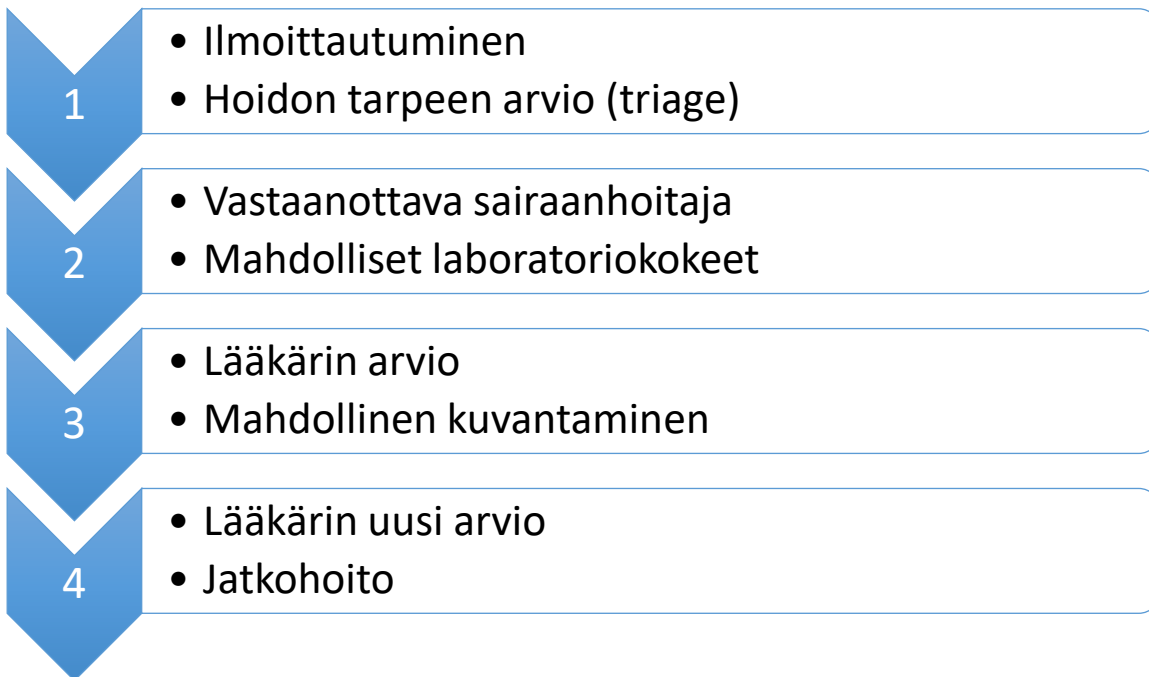 1
• Ilmoittautuminen
• Hoidon tarpeen arvio (triage)
2
• Vastaanottava sairaanhoitaja
• Mahdolliset laboratoriokokeet
3
• Lääkärin arvio
• Mahdollinen kuvantaminen
4
• Lääkärin uusi arvio
• Jatkohoito